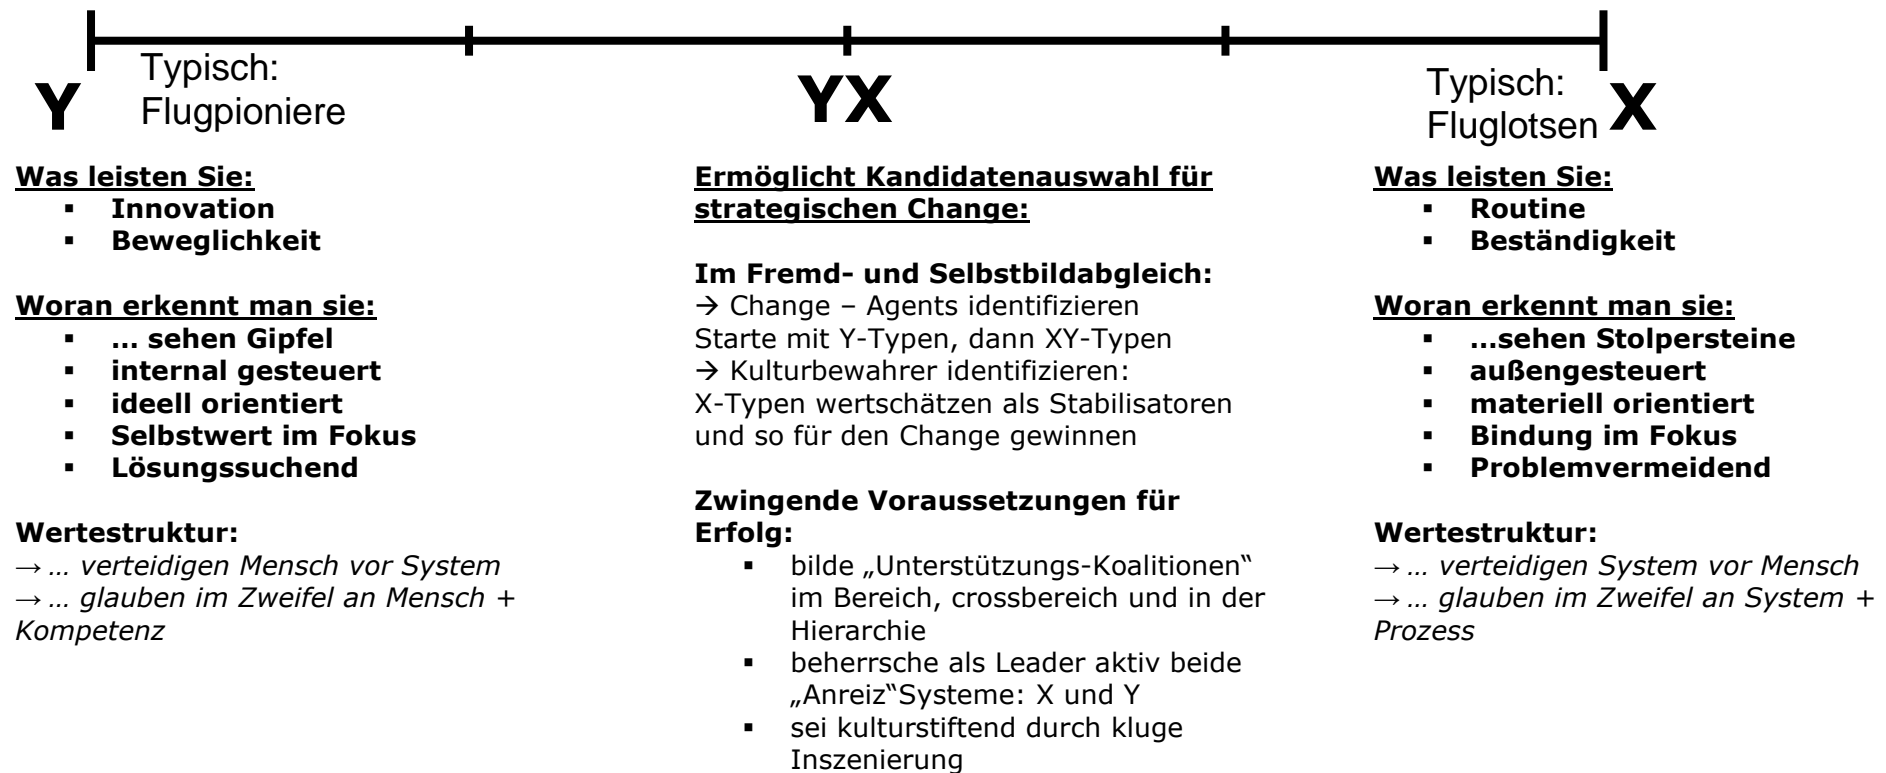 Y
Typisch:
Flugpioniere
Was leisten Sie:
▪ Innovation
▪ Beweglichkeit
Woran erkennt man sie:
▪ ... sehen Gipfel
▪ internal gesteuert
▪ ideell orientiert
▪ Selbstwert im Fokus
▪ Lösungssuchend
Wertestruktur:
→ ... verteidigen Mensch vor System
→ ... glauben im Zweifel an Mensch +
Kompetenz
YX
Ermöglicht Kandidatenauswahl für
strategischen Change:
Im Fremd- und Selbstbildabgleich:
→ Change – Agents identifizieren
Starte mit Y-Typen, dann XY-Typen
→ Kulturbewahrer identifizieren:
X-Typen wertschätzen als Stabilisatoren
und so für den Change gewinnen
Zwingende Voraussetzungen für
Erfolg:
▪ bilde „Unterstützungs-Koalitionen“
im Bereich, crossbereich und in der
Hierarchie
▪ beherrsche als Leader aktiv beide
„Anreiz“Systeme: X und Y
▪ sei kulturstiftend durch kluge
Inszenierung
Typisch:
Fluglotsen
X
Was leisten Sie:
▪ Routine
▪ Beständigkeit
Woran erkennt man sie:
▪ ...sehen Stolpersteine
▪ außengesteuert
▪ materiell orientiert
▪ Bindung im Fokus
▪ Problemvermeidend
Wertestruktur:
→ ... verteidigen System vor Mensch
→ ... glauben im Zweifel an System +
Prozess